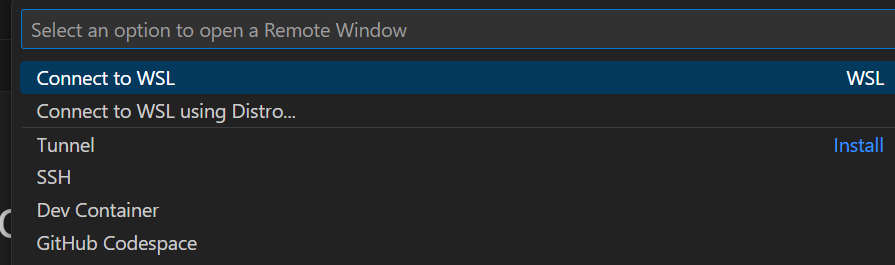 Select an option to open a Remote Window
Connect to WSL WSL
Connect to WSL using Distro...
Tunnel Install
SSH
Dev Container
GitHub Codespace